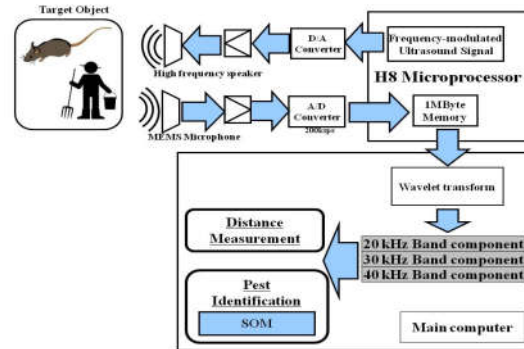 Target Object
D/A
Converter
Frequency-modulated
Ultrasound Signal
High frequency speaker
H8 Microprocessor
A/D
Converter
200ksps
1MByte
Memory
MEMS Microphone
Wavelet transform
Distance
Measurement
20 kHz Band component
30 kHz Band component
40 kHz Band component
Pest
Identification
SOM
Main computer